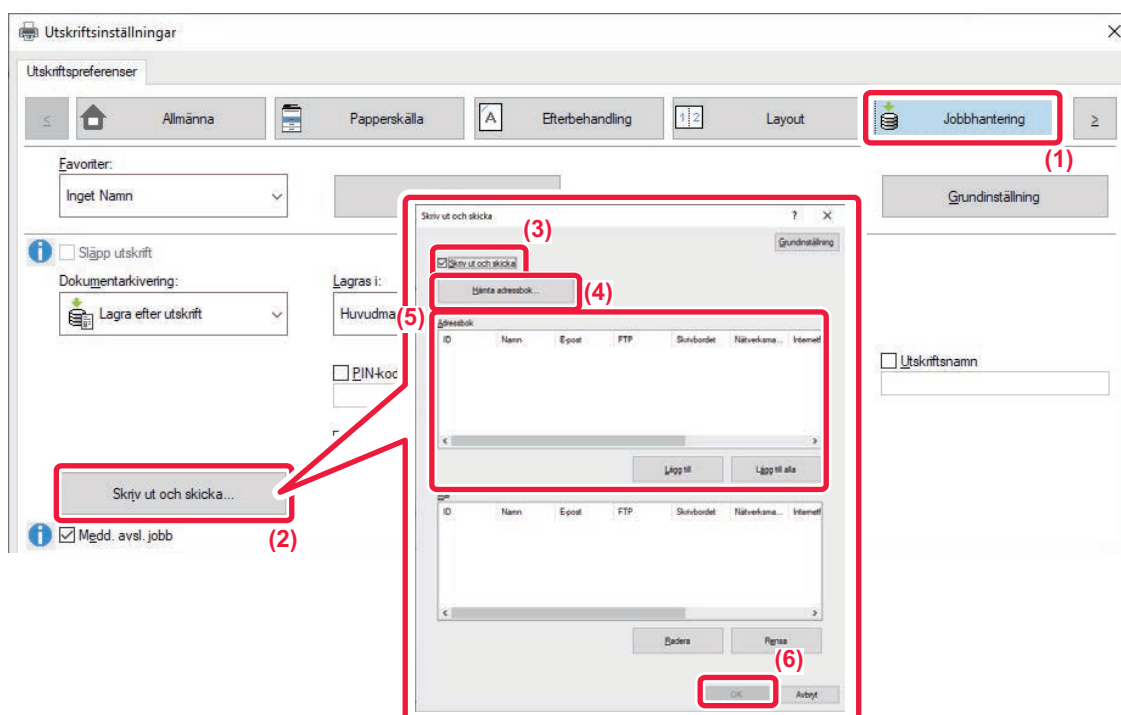 Utskriftsinställningar
Utskriftspreferenser
<
Allmänna
Papperskälla
A
Efterbehandling
1 2
Layout
Jobbhantering
>
(1)
Favoriter:
Inget Namn
Grundinställning
Släpp utskrift
Dokumentarkivering:
Lagra efter utskrift
Lagras i:
Huvudma
PIN-kod
Utskriftsnamn
Skriv ut och skicka...
(2)
Medd. avsl. jobb
Skriv ut och skicka
? X
(3)
Grundinställning
Skriv ut och skicka
Hämta adressbok...
(4)
(5)
Adressbok
ID Namn E-post FTP Skrivbordet Nätverksma... Internetf
Lägg till Lägg till alla
ID Namn E-post FTP Skrivbordet Nätverksma... Internetf
Radera Rensa
(6)
OK Avbryt